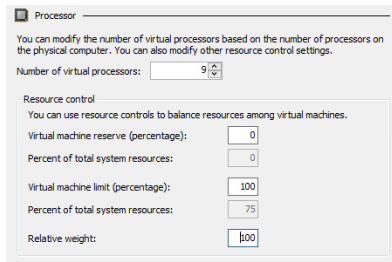 Processor
You can modify the number of virtual processors based on the number of processors on
the physical computer. You can also modify other resource control settings.
Number of virtual processors: 9
Resource control
You can use resource controls to balance resources among virtual machines.
Virtual machine reserve (percentage): 0
Percent of total system resources: 0
Virtual machine limit (percentage): 100
Percent of total system resources: 75
Relative weight: 100